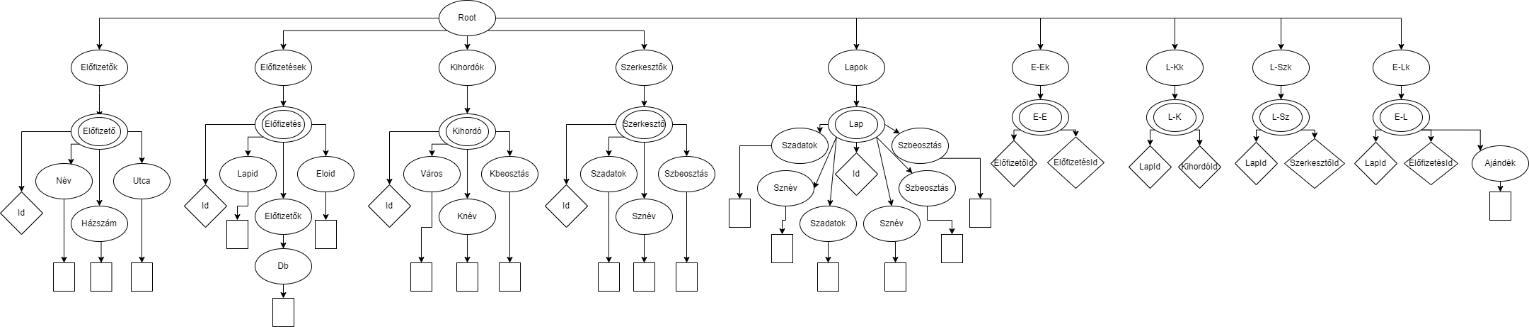 Root
Előfizetők
Előfizetések
Kihordók
Szerkesztők
Lapok
E-Ek
L-Kk
L-Szk
E-Lk
Előfizető
Előfizetés
Kihordó
Szerkesztő
Lap
E-E
L-K
L-Sz
E-L
Név
Utca
Id
Házszám
Lapid
Eloid
Id
Előfizetők
Db
Város
Kbeosztás
Id
Knév
Szadatok
Szbeosztás
Id
Sznév
Szadatok
Szbeosztás
Sznév
Id
Szbeosztás
Szadatok
Sznév
ElőfizetőId
ElőfizetésId
LapId
KihordóId
LapId
SzerkesztőId
LapId
ElőfizetésId
Ajándék